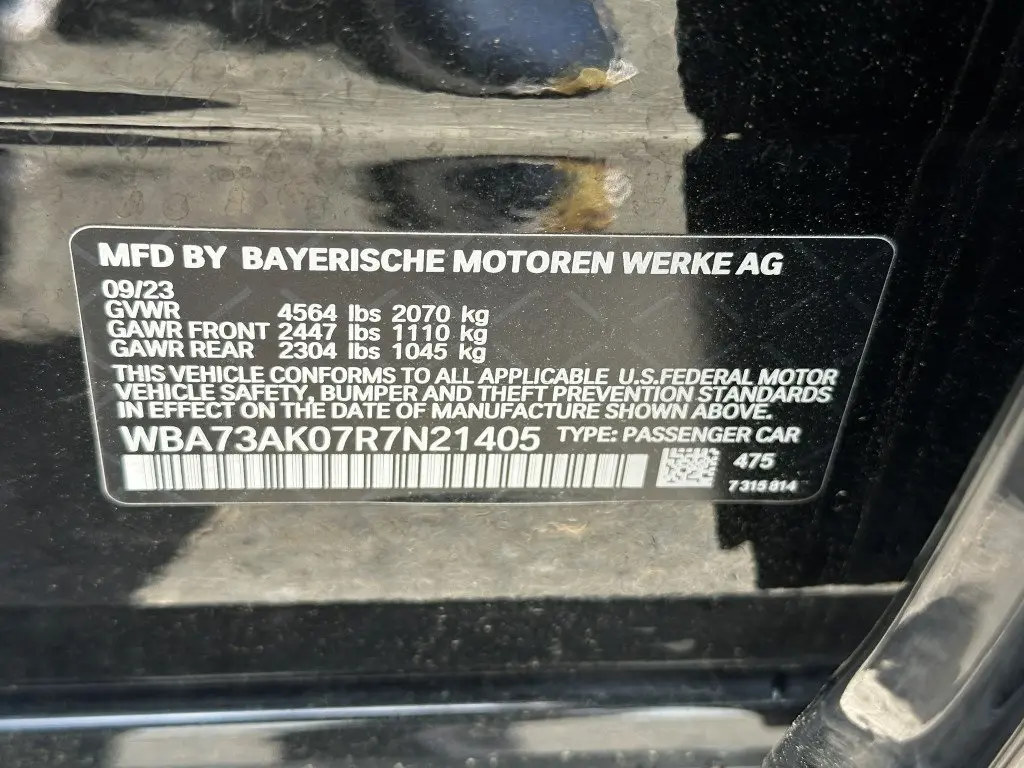 MFD BY BAYERISCHE MOTOREN WERKE AG
09/23
GVWR 4564 lbs 2070 kg
GAWR FRONT 2447 lbs 1110 kg
GAWR REAR 2304 lbs 1045 kg
THIS VEHICLE CONFORMS TO ALL APPLICABLE U.S.FEDERAL MOTOR
VEHICLE SAFETY, BUMPER AND THEFT PREVENTION STANDARDS
IN EFFECT ON THE DATE OF MANUFACTURE SHOWN ABOVE.
WBA73AK07R7N21405 TYPE: PASSENGER CAR
475
7 315 814